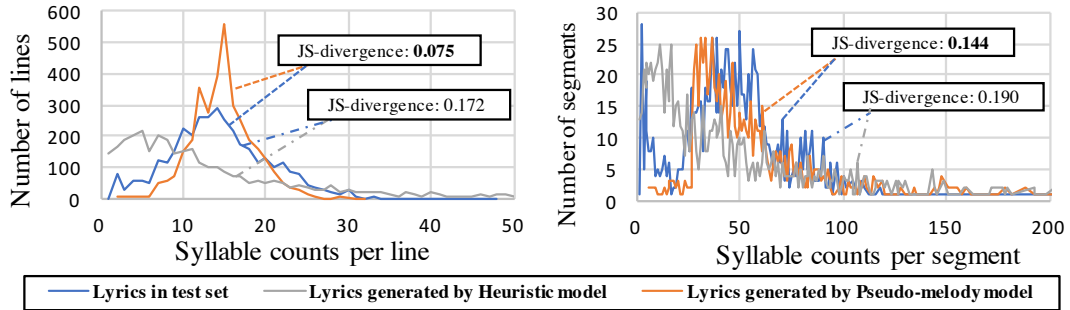 Number of lines
600
500
400
300
200
100
0
JS-divergence: 0.075
JS-divergence: 0.172
0 10 20 30 40 50
Syllable counts per line
Number of segments
30
25
20
15
10
5
0
JS-divergence: 0.144
JS-divergence: 0.190
0 50 100 150 200
Syllable counts per segment
Lyrics in test set Lyrics generated by Heuristic model Lyrics generated by Pseudo-melody model